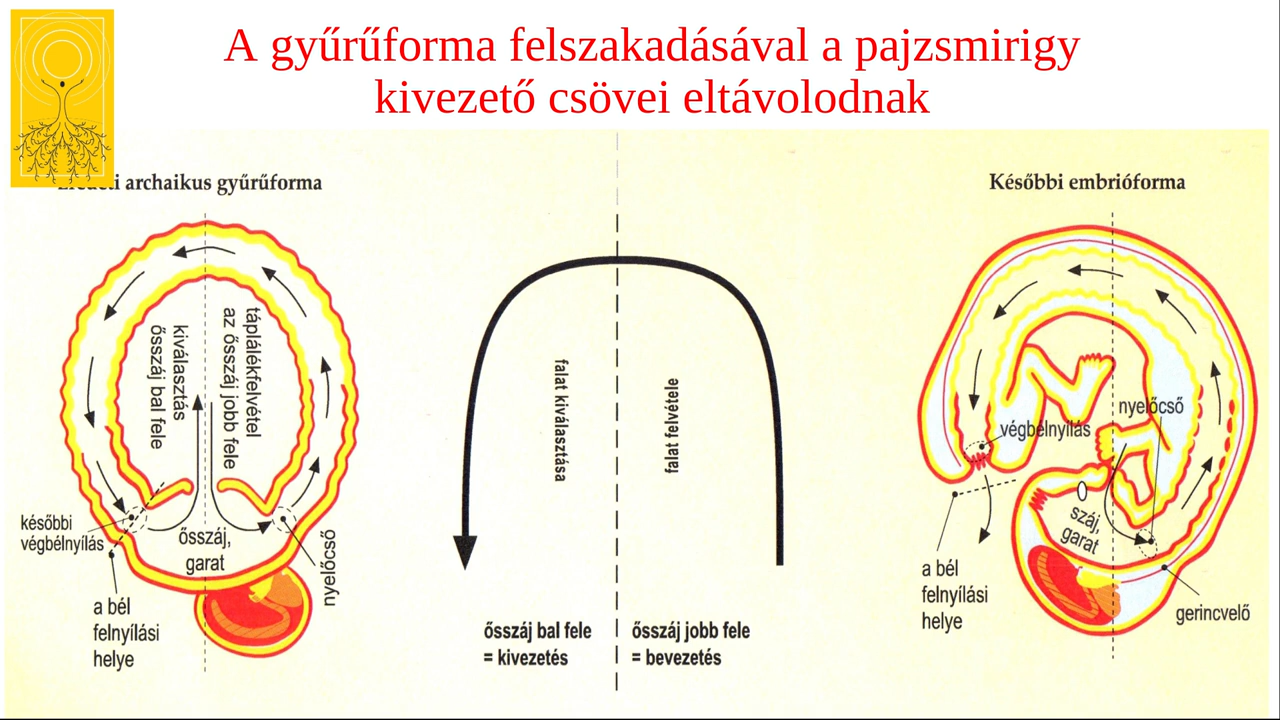 A gyűrűforma felszakadásával a pajzsmirigy
kivezető csövei eltávolodnak
archaikus gyűrűforma
Későbbi embrióforma
kiválasztás
ősszáj bal fele
táplálékfelvétel
az ősszáj jobb fele
későbbi
végbélnyílás
ősszáj,
garat
nyelőcső
a bél
felnyílási
helye
falat kiválasztása
falat felvétele
ősszáj bal fele
= kivezetés
ősszáj jobb fele
= bevezetés
nyelőcső
végbélnyílás
száj,
garat
a bél
felnyílási
helye
gerincvelő